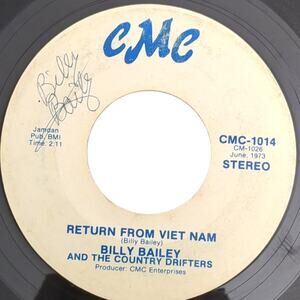 CMC
Billy
Bailey
Jamdan
Pub/BMI
Time: 2:11
CMC-1014
CM-1026
June, 1973
STEREO
RETURN FROM VIET NAM
(Billy Bailey)
BILLY BAILEY
AND THE COUNTRY DRIFTERS
Producer: CMC Enterprises